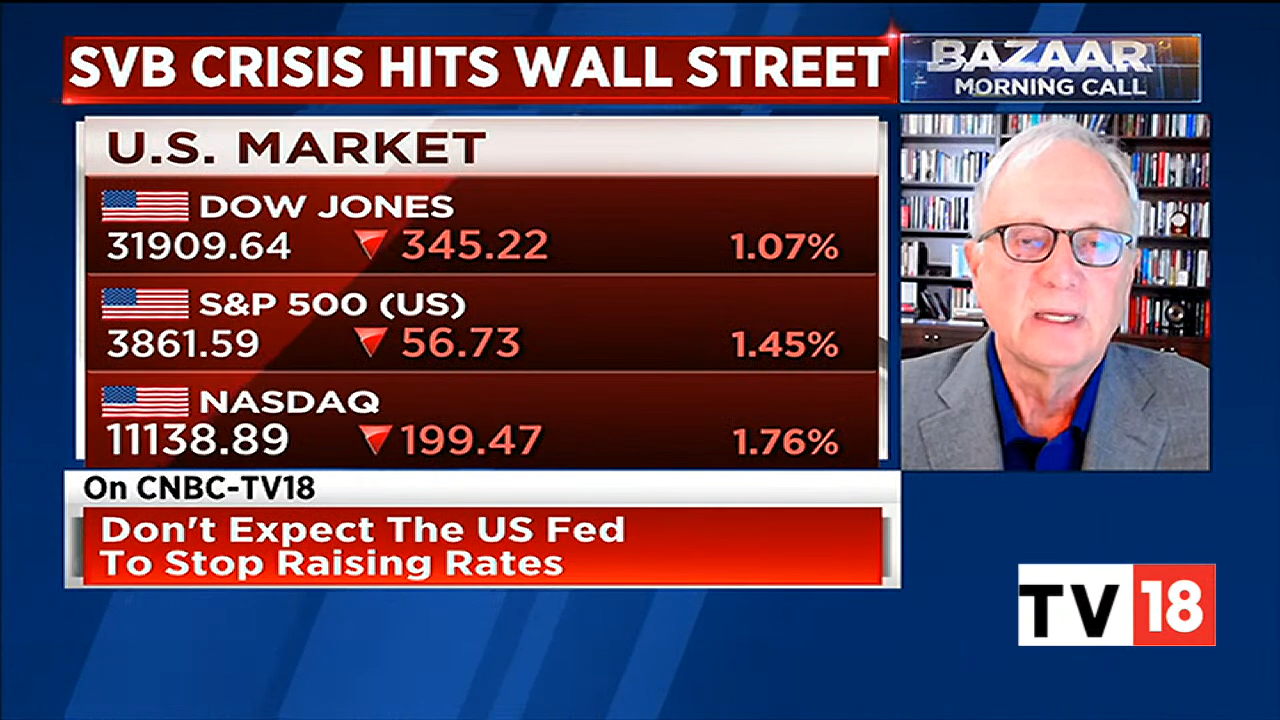 SVB CRISIS HITS WALL STREET
BAZAAR
MORNING CALL
U.S. MARKET
DOW JONES
31909.64 345.22 1.07%
S&P 500 (US)
3861.59 56.73 1.45%
NASDAQ
11138.89 199.47 1.76%
On CNBC-TV18
Don't Expect The US Fed
To Stop Raising Rates
TV18